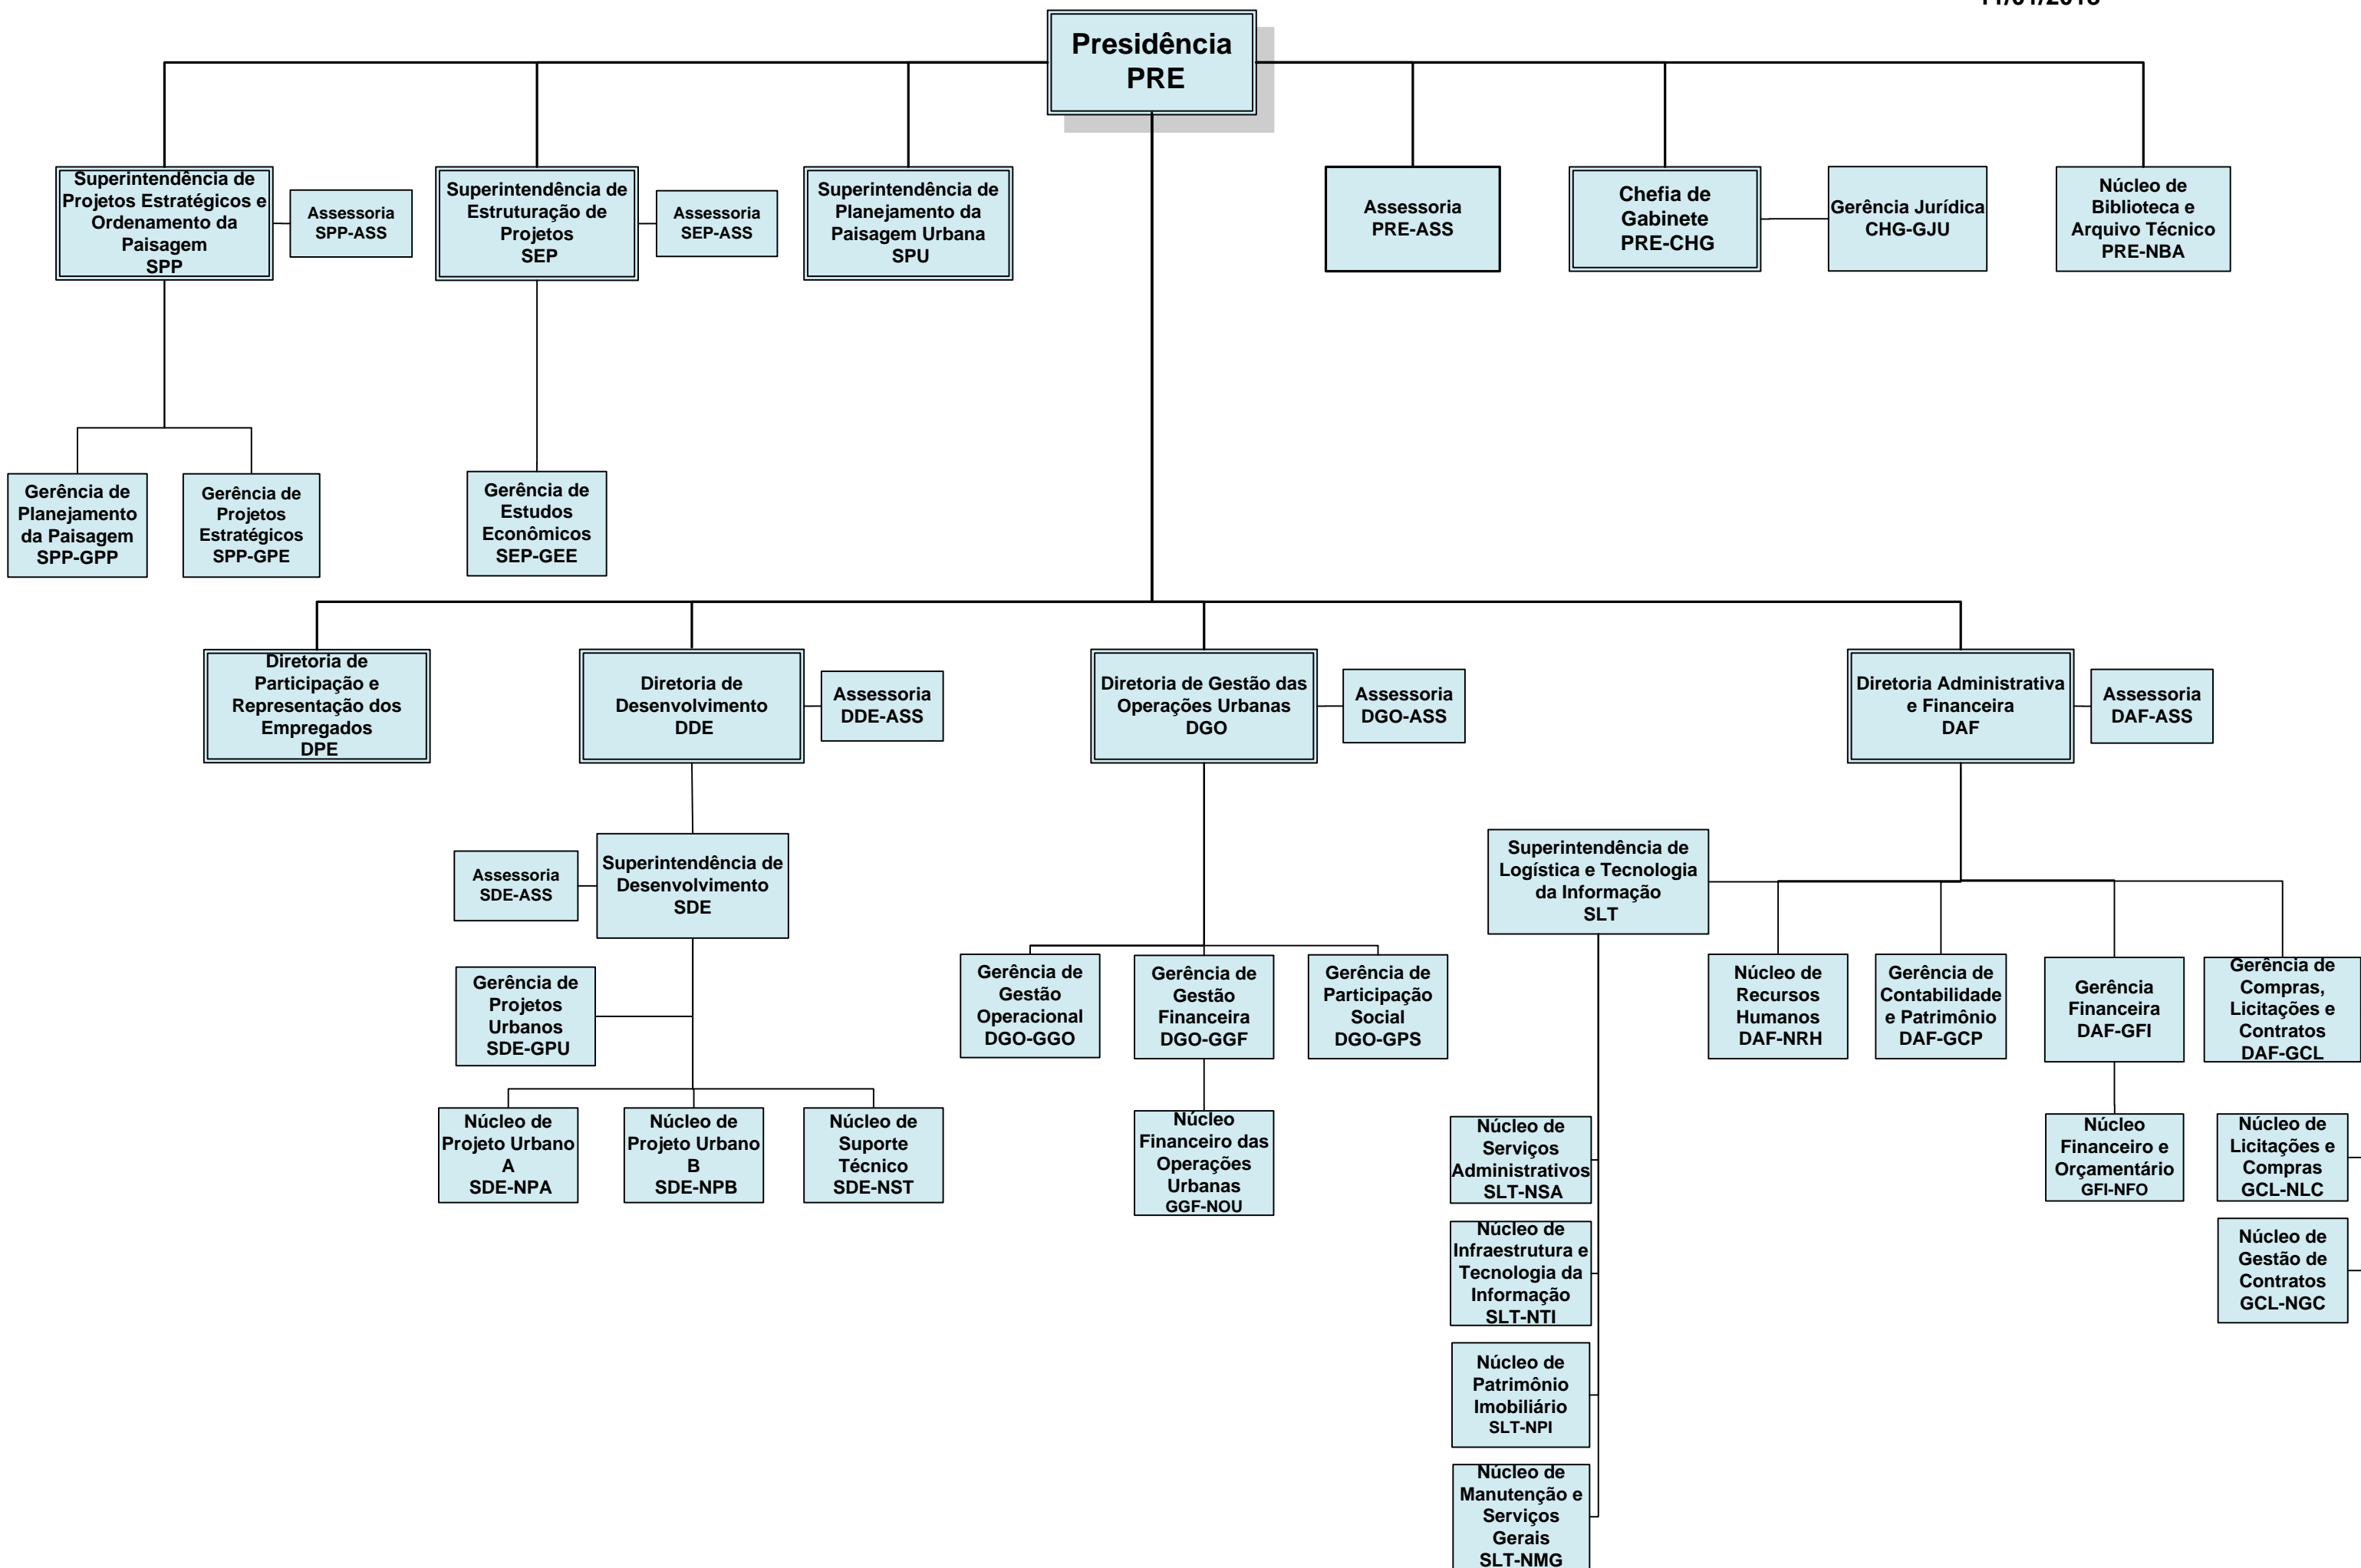 Presidência
PRE
Superintendência de
Projetos Estratégicos e
Ordenamento da
Paisagem
SPP
Assessoria
SPP-ASS
Superintendência de
Estruturação de
Projetos
SEP
Assessoria
SEP-ASS
Superintendência de
Planejamento da
Paisagem Urbana
SPU
Assessoria
PRE-ASS
Chefia de
Gabinete
PRE-CHG
Gerência Jurídica
CHG-GJU
Núcleo de
Biblioteca e
Arquivo Técnico
PRE-NBA
Gerência de
Planejamento
da Paisagem
SPP-GPP
Gerência de
Projetos
Estratégicos
SPP-GPE
Gerência de
Estudos
Econômicos
SEP-GEE
Diretoria de
Participação e
Representação dos
Empregados
DPE
Diretoria de
Desenvolvimento
DDE
Assessoria
DDE-ASS
Diretoria de Gestão das
Operações Urbanas
DGO
Assessoria
DGO-ASS
Diretoria Administrativa
e Financeira
DAF
Assessoria
DAF-ASS
Assessoria
SDE-ASS
Superintendência de
Desenvolvimento
SDE
Superintendência de
Logística e Tecnologia
da Informação
SLT
Gerência de
Projetos
Urbanos
SDE-GPU
Gerência de
Gestão
Operacional
DGO-GGO
Gerência de
Gestão
Financeira
DGO-GGF
Gerência de
Participação
Social
DGO-GPS
Núcleo de
Recursos
Humanos
DAF-NRH
Gerência de
Contabilidade
e Patrimônio
DAF-GCP
Gerência
Financeira
DAF-GFI
Gerência de
Compras,
Licitações e
Contratos
DAF-GCL
Núcleo de
Projeto Urbano
A
SDE-NPA
Núcleo de
Projeto Urbano
B
SDE-NPB
Núcleo de
Suporte
Técnico
SDE-NST
Núcleo
Financeiro das
Operações
Urbanas
GGF-NOU
Núcleo de
Serviços
Administrativos
SLT-NSA
Núcleo
Financeiro e
Orçamentário
GFI-NFO
Núcleo de
Licitações e
Compras
GCL-NLC
Núcleo de
Infraestrutura e
Tecnologia da
Informação
SLT-NTI
Núcleo de
Gestão de
Contratos
GCL-NGC
Núcleo de
Patrimônio
Imobiliário
SLT-NPI
Núcleo de
Manutenção e
Serviços
Gerais
SLT-NMG